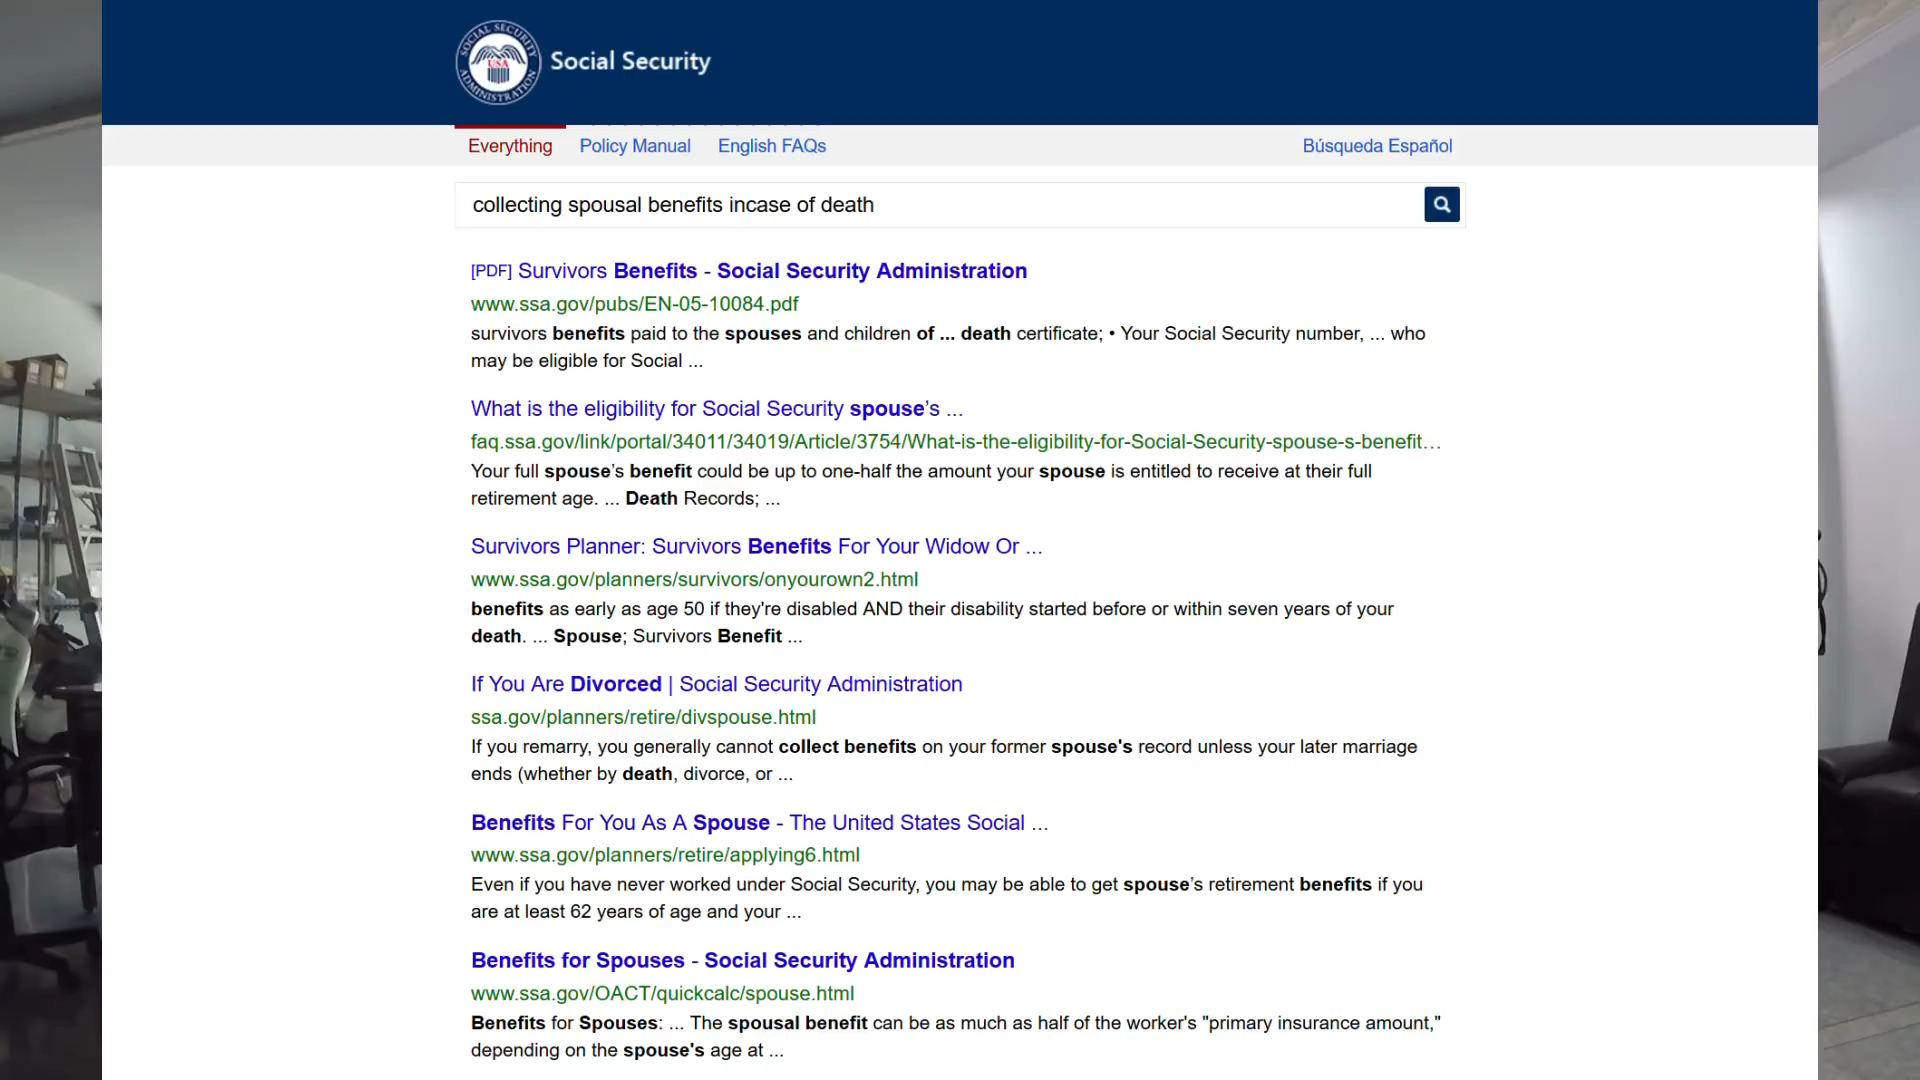 SOCIAL SECURITY ADMINISTRATION
USA
Social Security
Everything Policy Manual English FAQs Búsqueda Español
collecting spousal benefits incase of death
[PDF] Survivors Benefits - Social Security Administration
www.ssa.gov/pubs/EN-05-10084.pdf
survivors benefits paid to the spouses and children of ... death certificate; • Your Social Security number, ... who
may be eligible for Social ...
What is the eligibility for Social Security spouse’s ...
faq.ssa.gov/link/portal/34011/34019/Article/3754/What-is-the-eligibility-for-Social-Security-spouse-s-benefit…
Your full spouse’s benefit could be up to one-half the amount your spouse is entitled to receive at their full
retirement age. ... Death Records; ...
Survivors Planner: Survivors Benefits For Your Widow Or ...
www.ssa.gov/planners/survivors/onyourown2.html
benefits as early as age 50 if they're disabled AND their disability started before or within seven years of your
death. ... Spouse; Survivors Benefit ...
If You Are Divorced | Social Security Administration
ssa.gov/planners/retire/divspouse.html
If you remarry, you generally cannot collect benefits on your former spouse's record unless your later marriage
ends (whether by death, divorce, or ...
Benefits For You As A Spouse - The United States Social ...
www.ssa.gov/planners/retire/applying6.html
Even if you have never worked under Social Security, you may be able to get spouse’s retirement benefits if you
are at least 62 years of age and your ...
Benefits for Spouses - Social Security Administration
www.ssa.gov/OACT/quickcalc/spouse.html
Benefits for Spouses: ... The spousal benefit can be as much as half of the worker's "primary insurance amount,"
depending on the spouse's age at ...